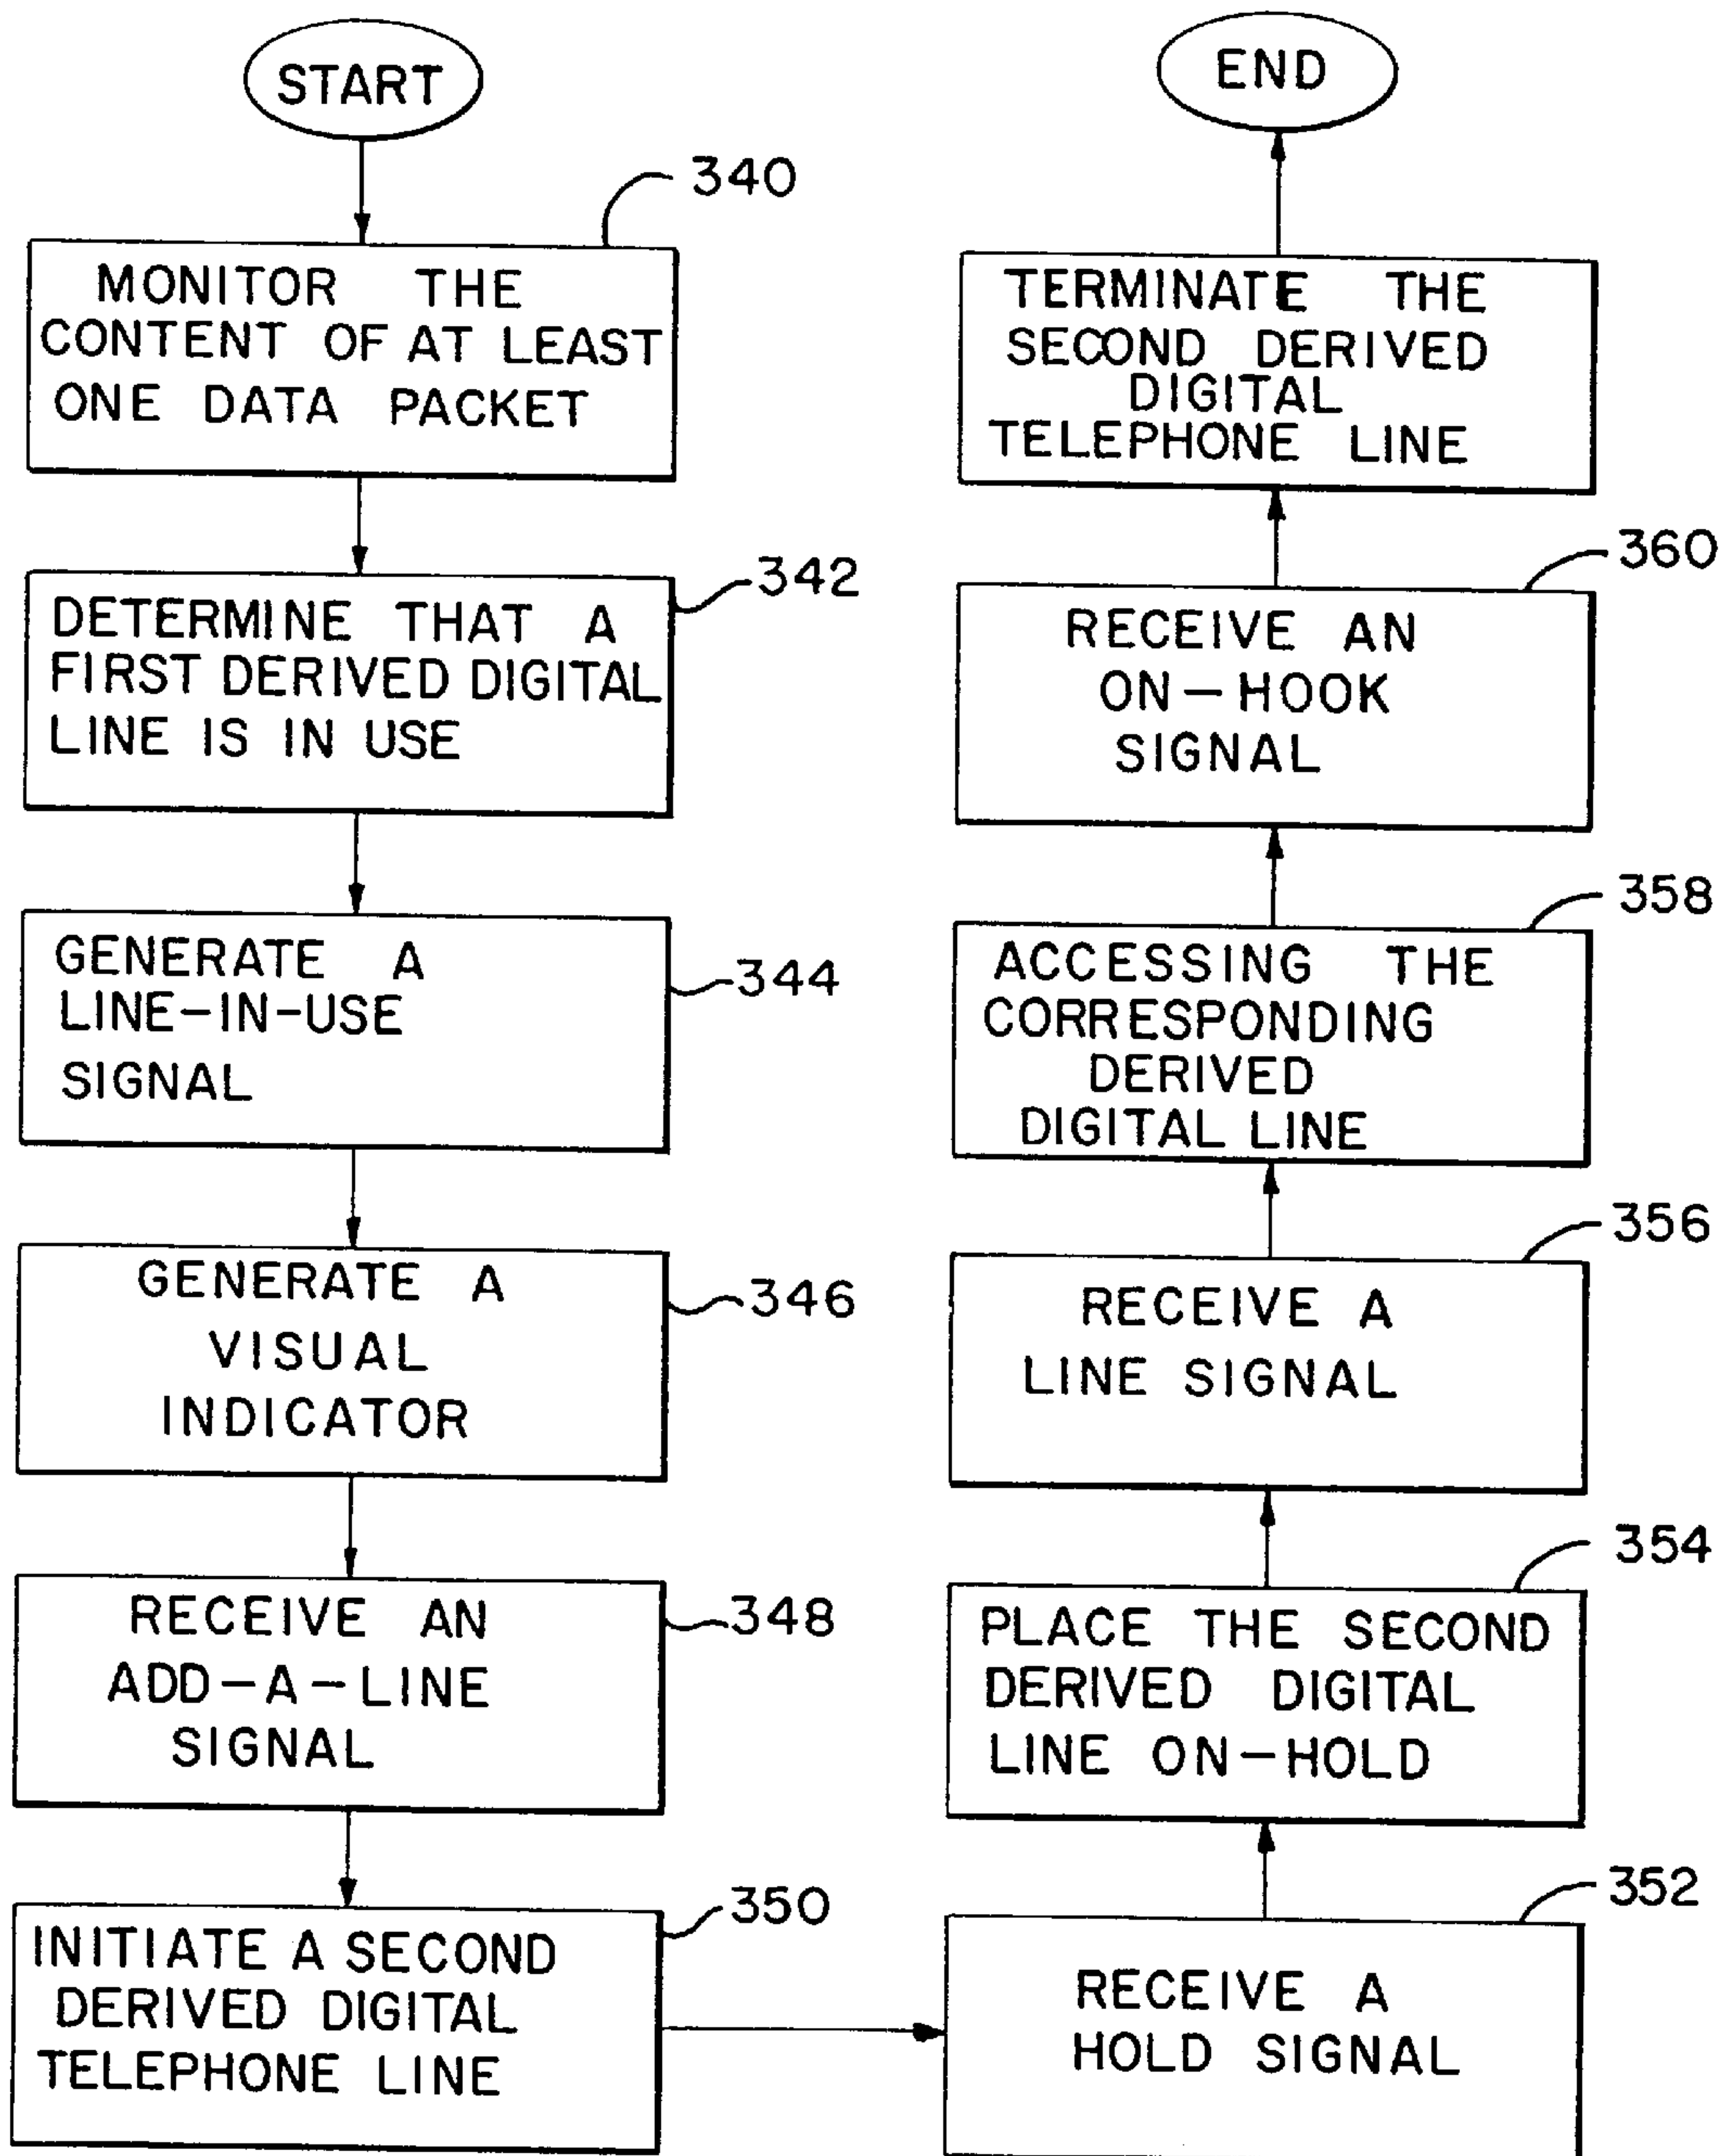 START
340
MONITOR THE
CONTENT OF AT LEAST
ONE DATA PACKET
342
DETERMINE THAT A
FIRST DERIVED DIGITAL
LINE IS IN USE
344
GENERATE A
LINE-IN-USE
SIGNAL
346
GENERATE A
VISUAL
INDICATOR
348
RECEIVE AN
ADD-A-LINE
SIGNAL
350
INITIATE A SECOND
DERIVED DIGITAL
TELEPHONE LINE
352
RECEIVE A
HOLD SIGNAL
354
PLACE THE SECOND
DERIVED DIGITAL
LINE ON-HOLD
356
RECEIVE A
LINE SIGNAL
358
ACCESSING THE
CORRESPONDING
DERIVED
DIGITAL LINE
360
RECEIVE AN
ON-HOOK
SIGNAL
TERMINATE THE
SECOND DERIVED
DIGITAL
TELEPHONE LINE
END